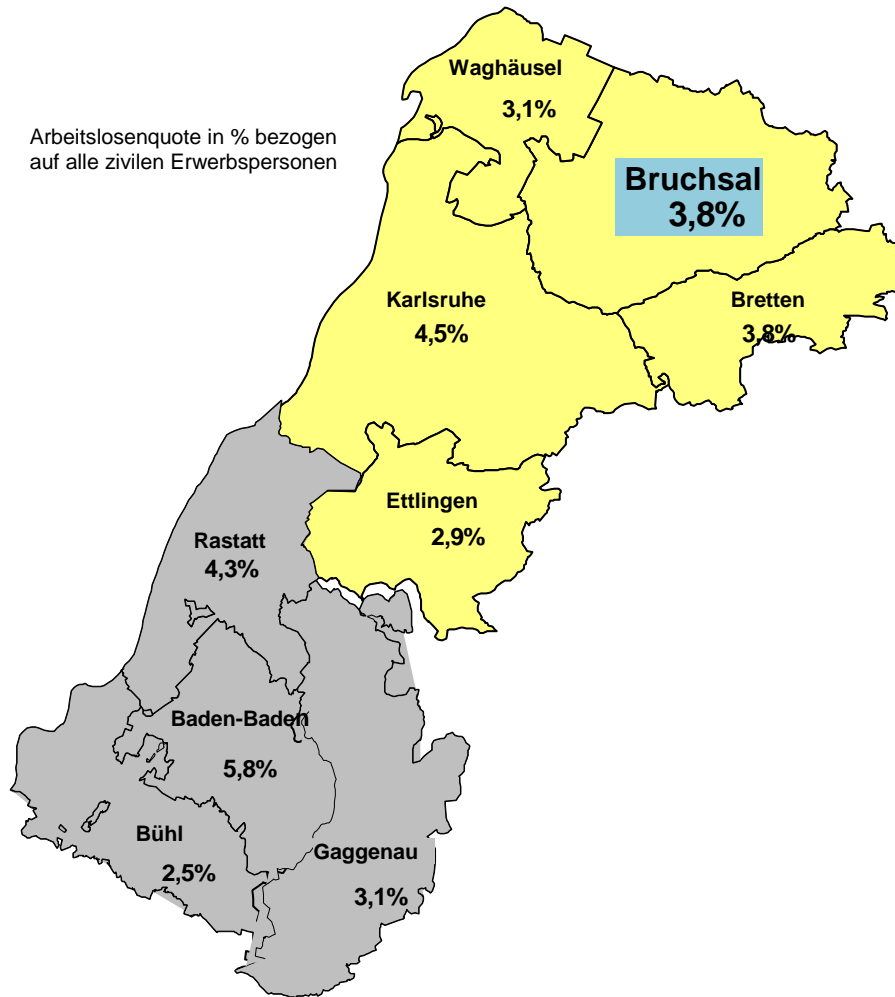 Waghäusel
3,1%
Arbeitslosenquote in % bezogen
auf alle zivilen Erwerbspersonen
Bruchsal
3,8%
Karlsruhe
4,5%
Bretten
3,8%
Ettlingen
2,9%
Rastatt
4,3%
Baden-Baden
5,8%
Bühl
2,5%
Gaggenau
3,1%